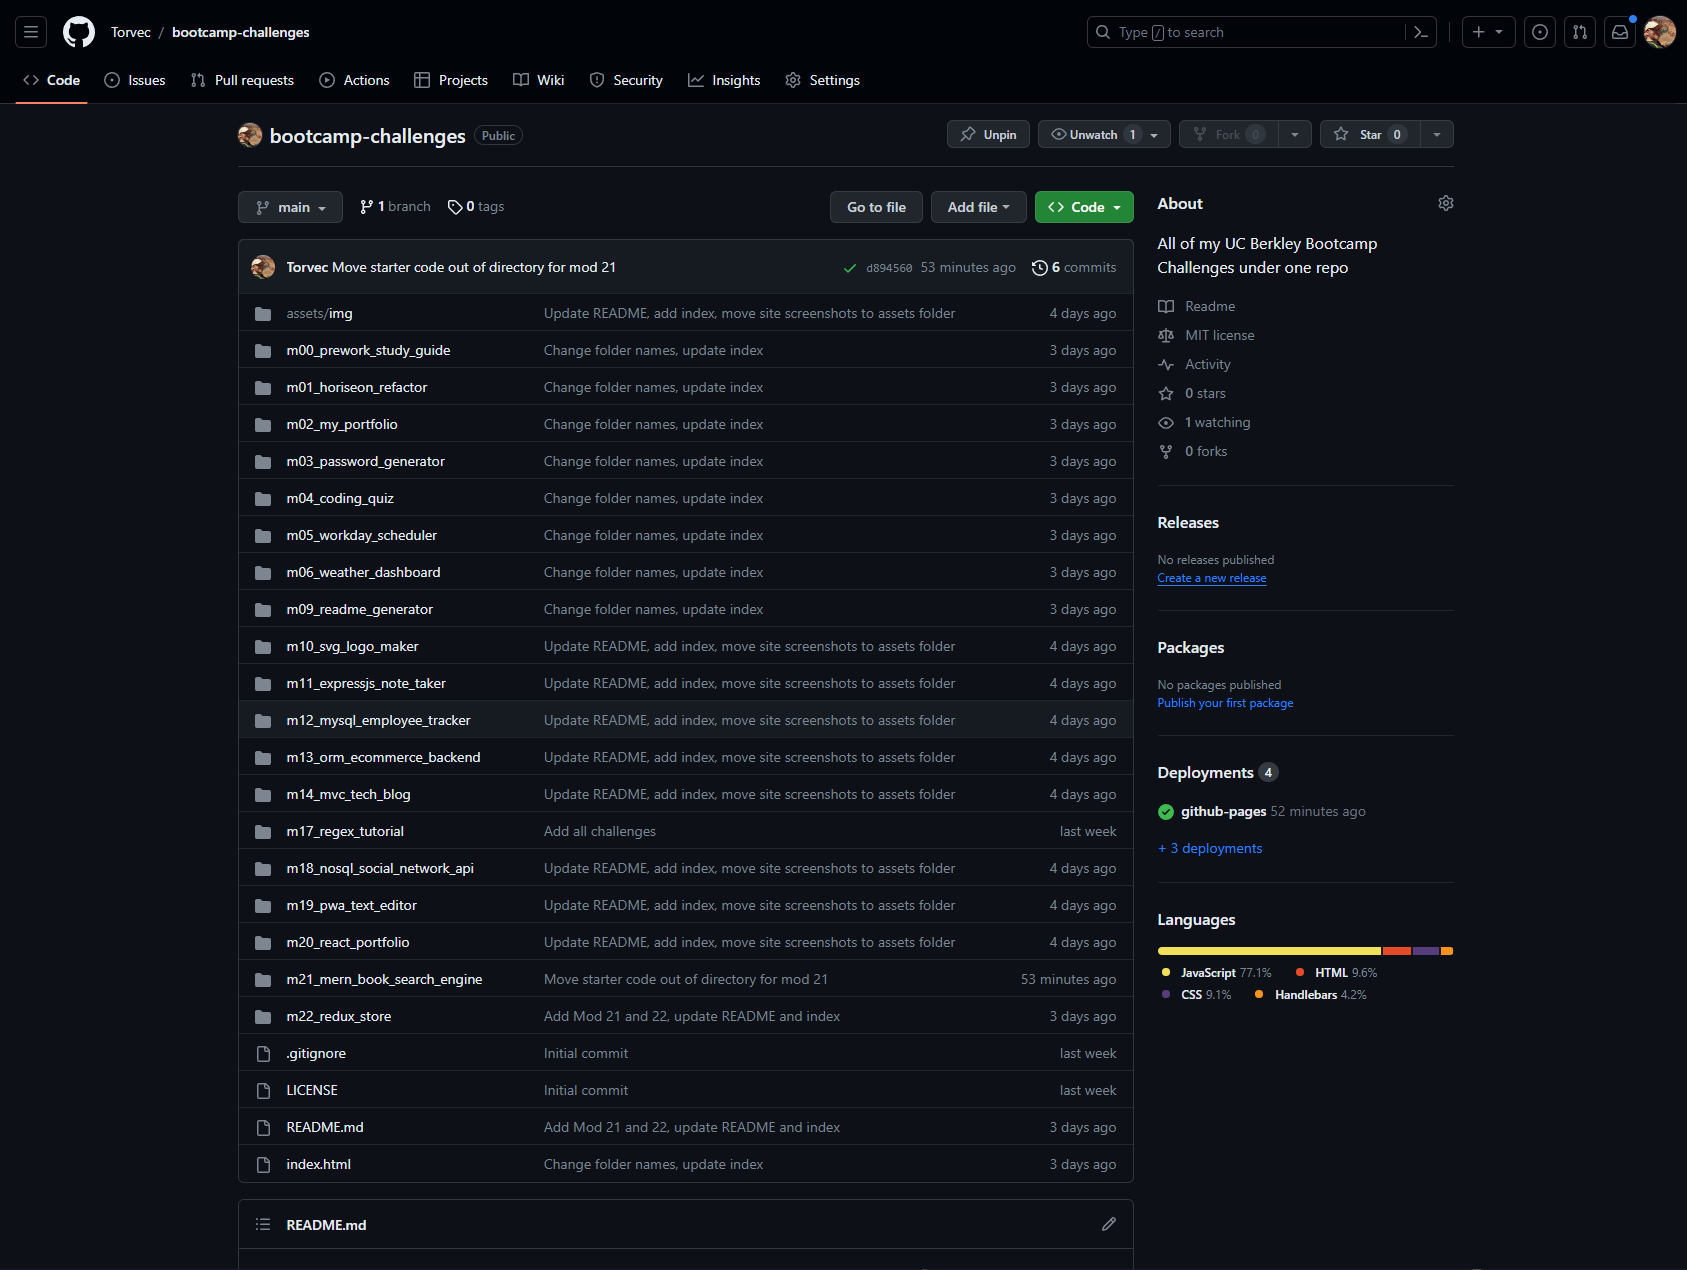 Torvec / bootcamp-challenges
Type / to search
Code Issues Pull requests Actions Projects Wiki Security Insights Settings
bootcamp-challenges Public
Unpin Unwatch 1 Fork 0 Star 0
main 1 branch 0 tags Go to file Add file Code
Torvec Move starter code out of directory for mod 21 d894560 53 minutes ago 6 commits
assets/img Update README, add index, move site screenshots to assets folder 4 days ago
m00_prework_study_guide Change folder names, update index 3 days ago
m01_horiseon_refactor Change folder names, update index 3 days ago
m02_my_portfolio Change folder names, update index 3 days ago
m03_password_generator Change folder names, update index 3 days ago
m04_coding_quiz Change folder names, update index 3 days ago
m05_workday_scheduler Change folder names, update index 3 days ago
m06_weather_dashboard Change folder names, update index 3 days ago
m09_readme_generator Change folder names, update index 3 days ago
m10_svg_logo_maker Update README, add index, move site screenshots to assets folder 4 days ago
m11_expressjs_note_taker Update README, add index, move site screenshots to assets folder 4 days ago
m12_mysql_employee_tracker Update README, add index, move site screenshots to assets folder 4 days ago
m13_orm_ecommerce_backend Update README, add index, move site screenshots to assets folder 4 days ago
m14_mvc_tech_blog Update README, add index, move site screenshots to assets folder 4 days ago
m17_regex_tutorial Add all challenges last week
m18_nosql_social_network_api Update README, add index, move site screenshots to assets folder 4 days ago
m19_pwa_text_editor Update README, add index, move site screenshots to assets folder 4 days ago
m20_react_portfolio Update README, add index, move site screenshots to assets folder 4 days ago
m21_mern_book_search_engine Move starter code out of directory for mod 21 53 minutes ago
m22_redux_store Add Mod 21 and 22, update README and index 3 days ago
.gitignore Initial commit last week
LICENSE Initial commit last week
README.md Add Mod 21 and 22, update README and index 3 days ago
index.html Change folder names, update index 3 days ago
README.md
About
All of my UC Berkley Bootcamp
Challenges under one repo
Readme
MIT license
Activity
0 stars
1 watching
0 forks
Releases
No releases published
Create a new release
Packages
No packages published
Publish your first package
Deployments 4
github-pages 52 minutes ago
+ 3 deployments
Languages
JavaScript 77.1% HTML 9.6%
CSS 9.1% Handlebars 4.2%